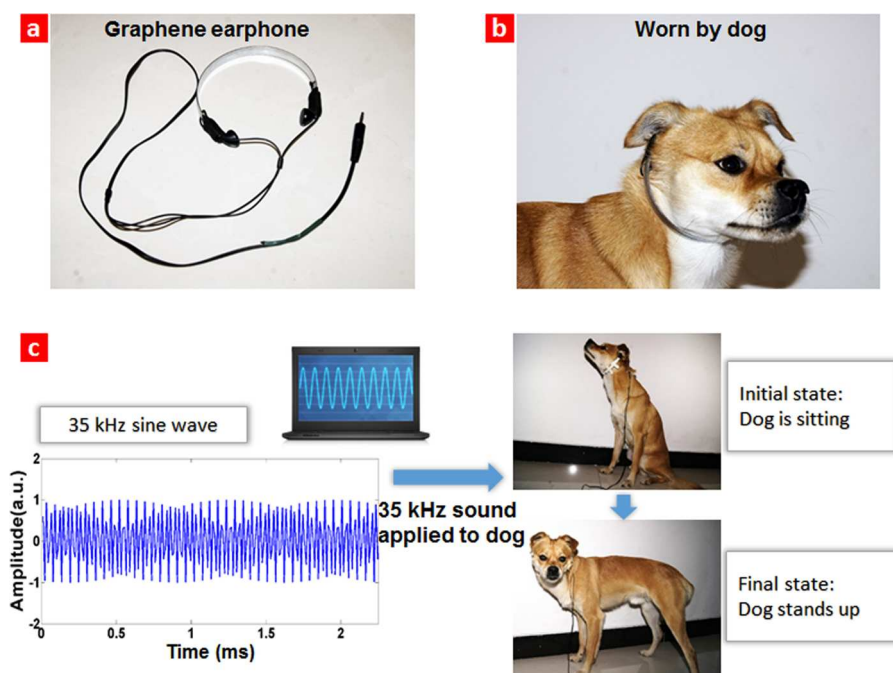 a
Graphene earphone
b
Worn by dog
c
35 kHz sine wave
Amplitude(a.u.)
2
1
0
-1
-2
0
0.5
1
1.5
2
Time (ms)
35 kHz sound
applied to dog
Initial state:
Dog is sitting
Final state:
Dog stands up